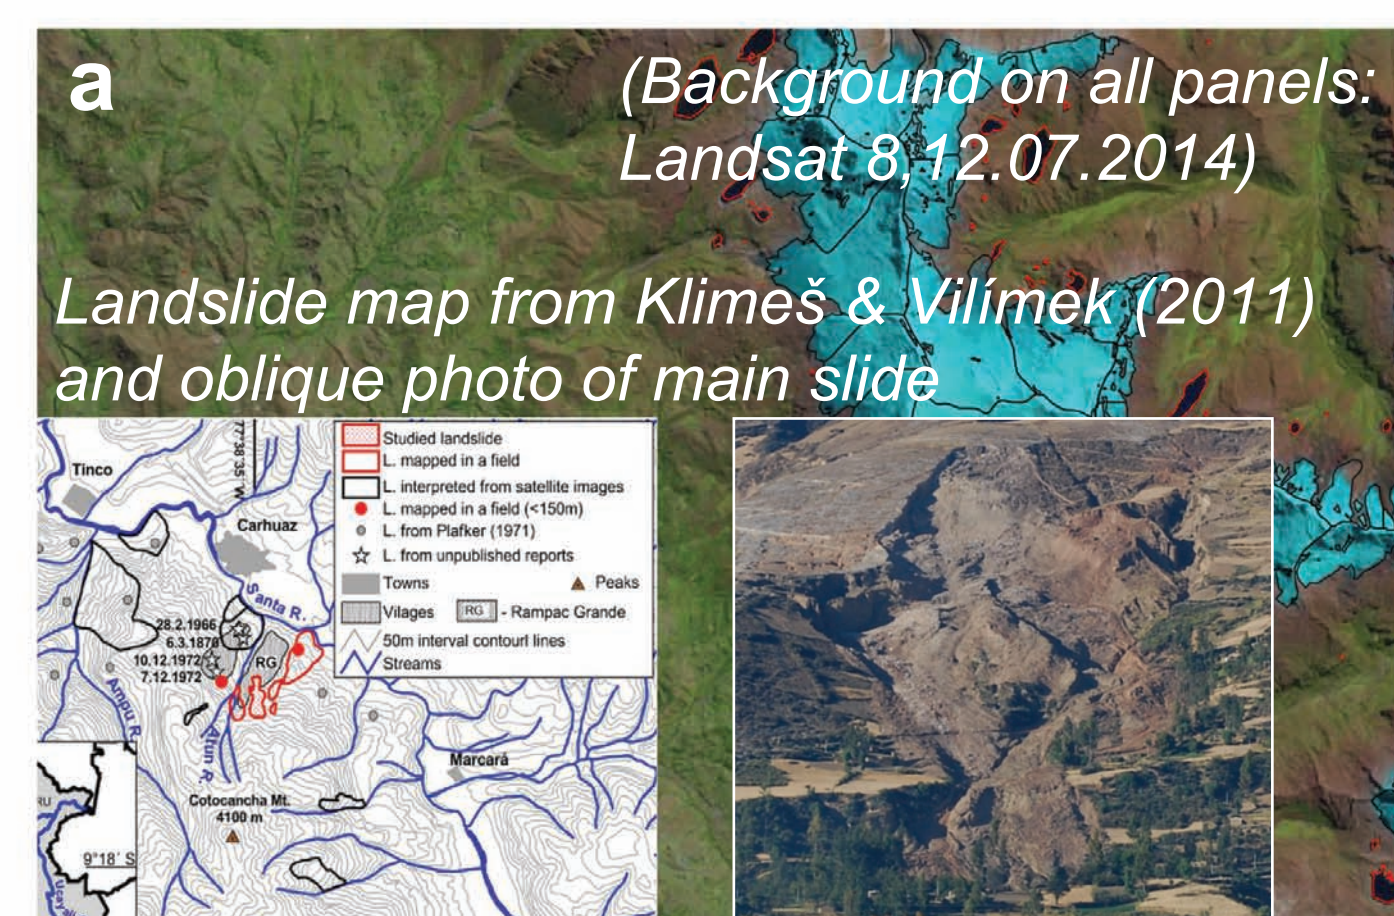 a
(Background on all panels:
Landsat 8,12.07.2014)
Landslide map from Klimeš & Vilímek (2011)
and oblique photo of main slide
77°38'35" W
Tinco
Carhuaz
Santa R.
28.2.1966
6.3.1870
10.12.1972
7.12.1972
RG
Ampu R.
Atun R.
Marcará
Cotocancha Mt.
4100 m
RU
9°18´ S
Studied landslide
L. mapped in a field
L. interpreted from satellite images
L. mapped in a field (<150m)
L. from Plafker (1971)
L. from unpublished reports
Towns
Peaks
Vilages
RG - Rampac Grande
50m interval contourl lines
Streams